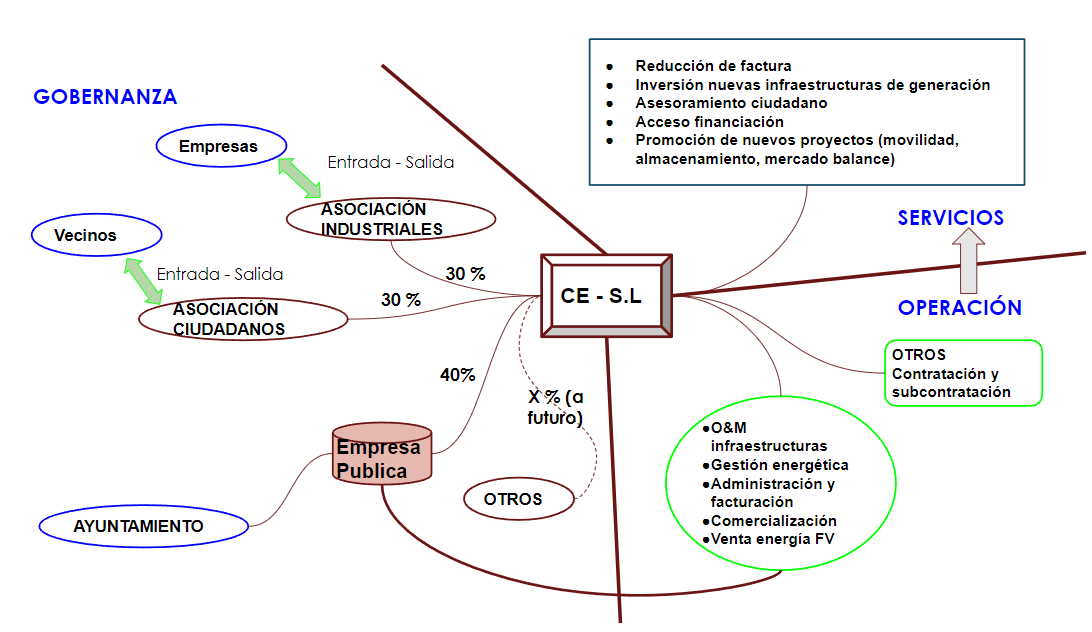 GOBERNANZA
Empresas
Entrada - Salida
ASOCIACIÓN
INDUSTRIALES
Vecinos
Entrada - Salida
ASOCIACIÓN
CIUDADANOS
30 %
30 %
40%
X % (a
futuro)
Empresa
Publica
AYUNTAMIENTO
OTROS
CE - S.L
● Reducción de factura
● Inversión nuevas infraestructuras de generación
● Asesoramiento ciudadano
● Acceso financiación
● Promoción de nuevos proyectos (movilidad,
almacenamiento, mercado balance)
SERVICIOS
OPERACIÓN
OTROS
Contratación y
subcontratación
●O&M
infraestructuras
●Gestión energética
●Administración y
facturación
●Comercialización
●Venta energía FV